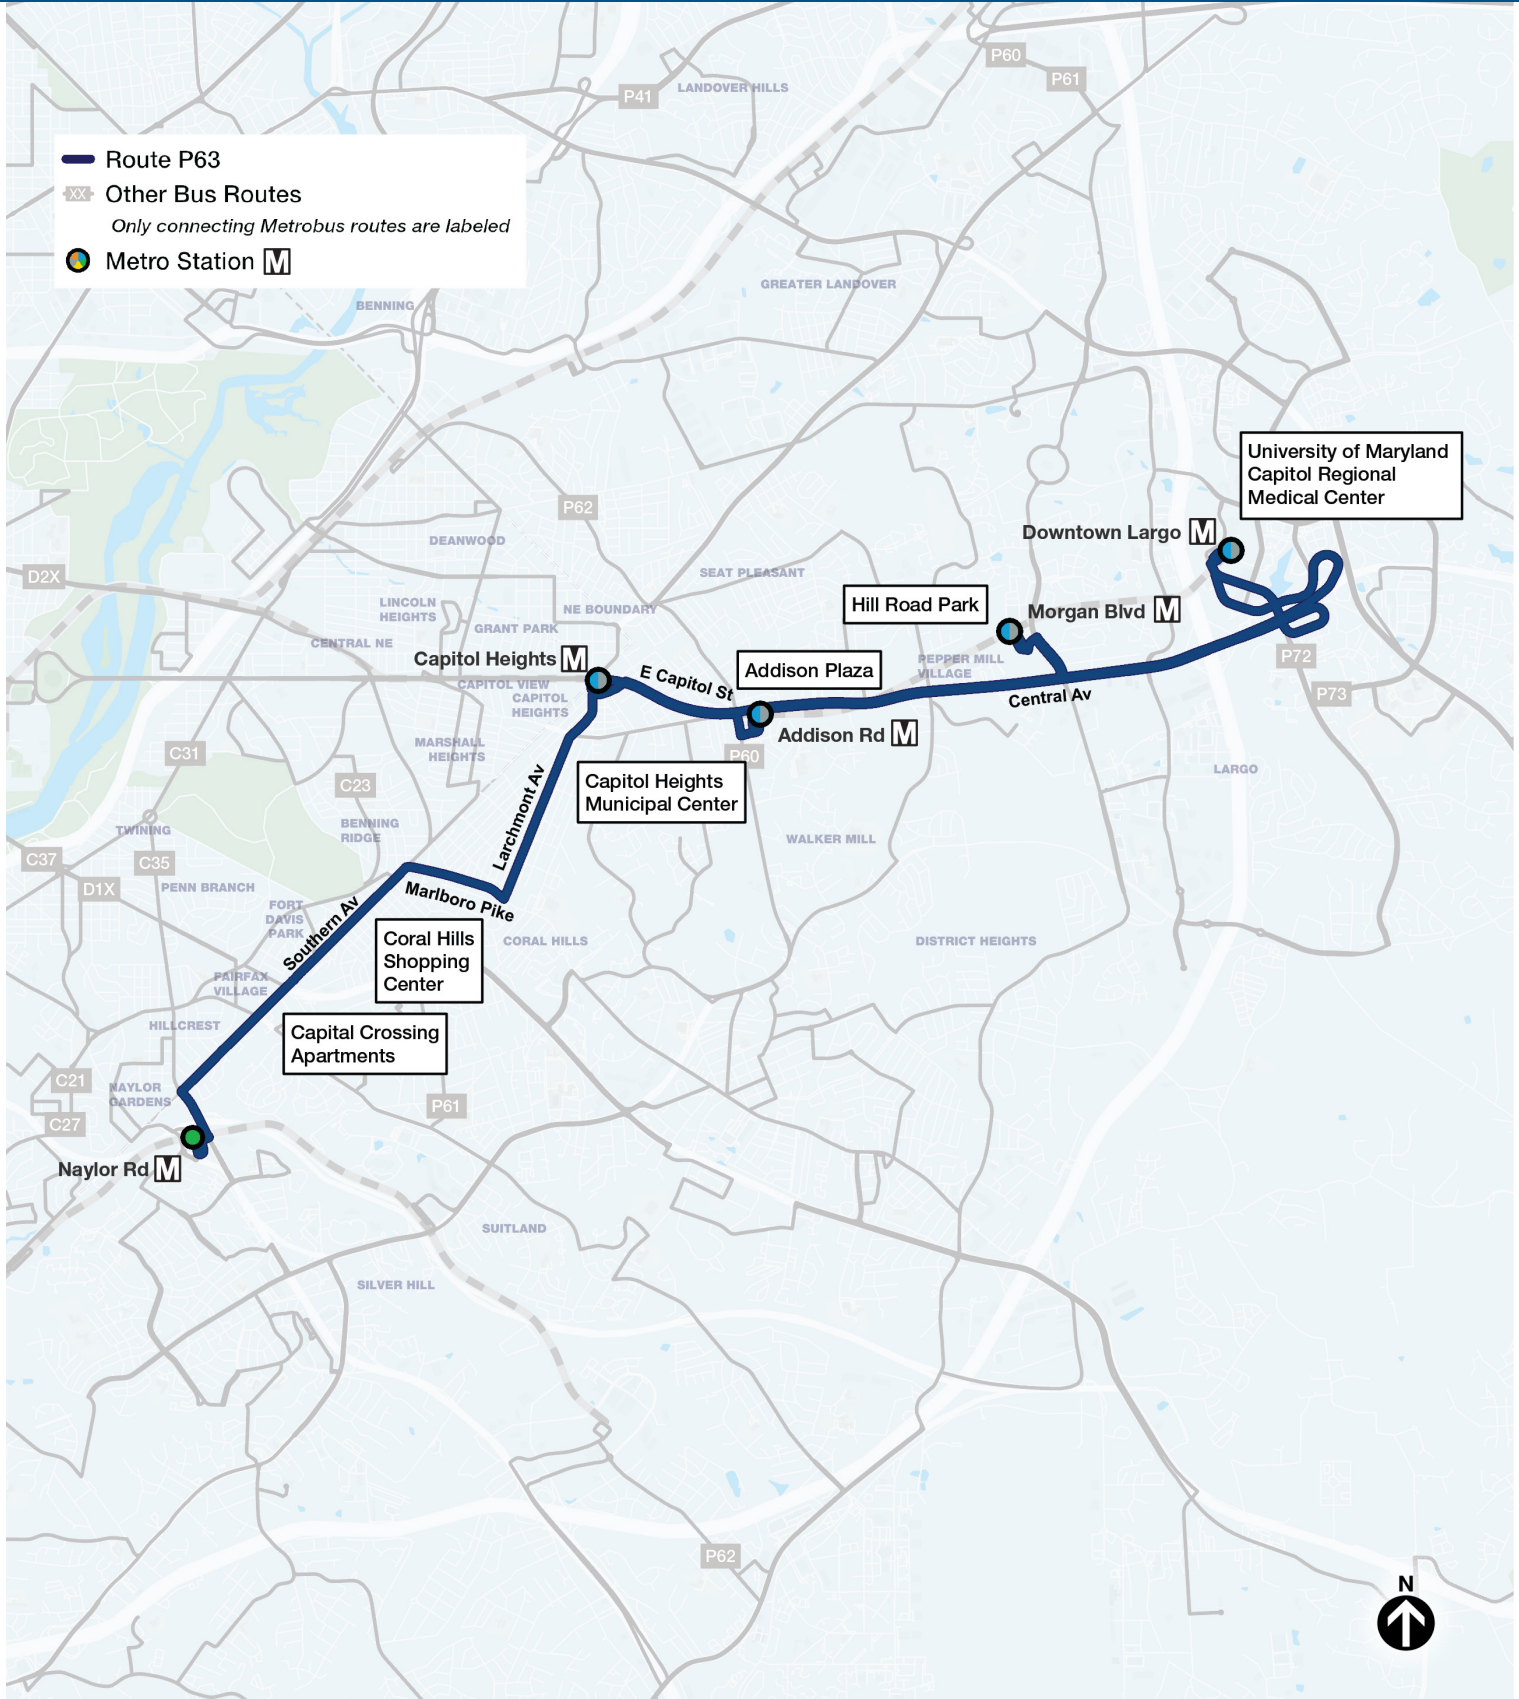 P60
P61
LANDOVER HILLS
P41
Route P63
XX Other Bus Routes
Only connecting Metrobus routes are labeled
Metro Station M
GREATER LANDOVER
BENNING
University of Maryland
Capitol Regional
Medical Center
P62
Downtown Largo M
DEANWOOD
SEAT PLEASANT
D2X
Hill Road Park
Morgan Blvd M
LINCOLN
HEIGHTS
NE BOUNDARY
GRANT PARK
CENTRAL NE
Capitol Heights M
PEPPER MILL
VILLAGE
P72
Addison Plaza
E Capitol St
CAPITOL VIEW
CAPITOL
HEIGHTS
Central Av
P73
Addison Rd M
MARSHALL
HEIGHTS
C31
P60
LARGO
C23
Capitol Heights
Municipal Center
Larchmont Av
BENNING
RIDGE
TWINING
WALKER MILL
C37
C35
D1X
PENN BRANCH
Marlboro Pike
FORT
DAVIS
PARK
Southern Av
Coral Hills
Shopping
Center
CORAL HILLS
DISTRICT HEIGHTS
FAIRFAX
VILLAGE
HILLCREST
Capital Crossing
Apartments
C21
NAYLOR
GARDENS
P61
C27
Naylor Rd M
SUITLAND
SILVER HILL
P62
N